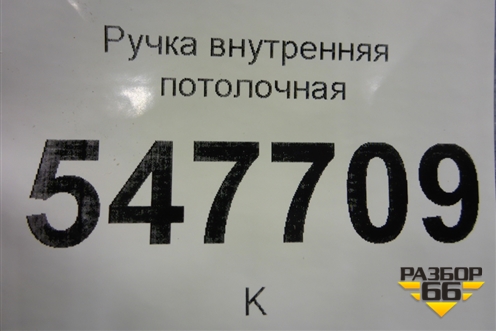 Ручка внутренняя
потолочная
547709
К
РАЗБОР
66